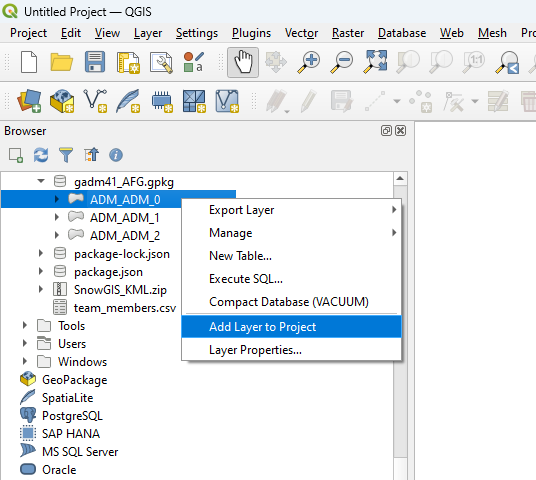 Untitled Project — QGIS
Project Edit View Layer Settings Plugins Vector Raster Database Web Mesh
1:1
Browser
gadm41_AFG.gpkg
ADM_ADM_0
ADM_ADM_1
ADM_ADM_2
package-lock.json
package.json
SnowGIS_KML.zip
team_members.csv
Tools
Users
Windows
GeoPackage
SpatiaLite
PostgreSQL
SAP HANA
MS SQL Server
Oracle
Export Layer
Manage
New Table...
Execute SQL...
Compact Database (VACUUM)
Add Layer to Project
Layer Properties...